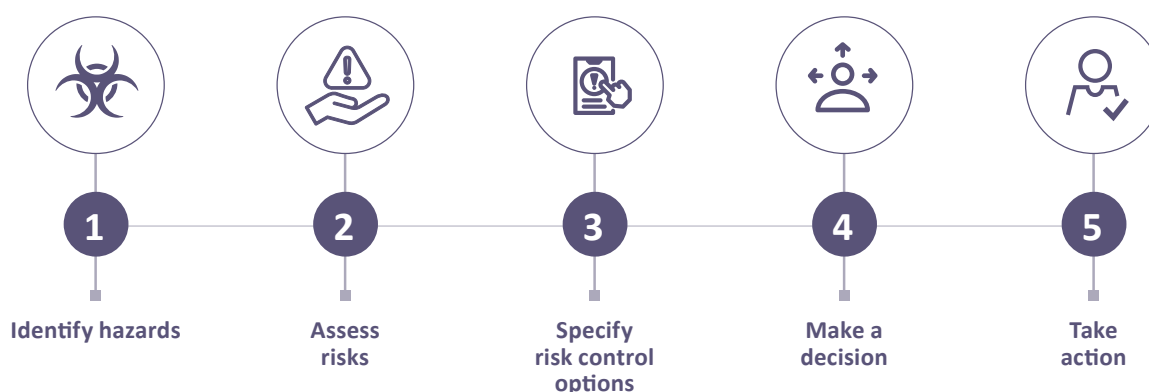 1
2
3
4
5
Identify hazards
Assess
risks
Specify
risk control
options
Make a
decision
Take
action